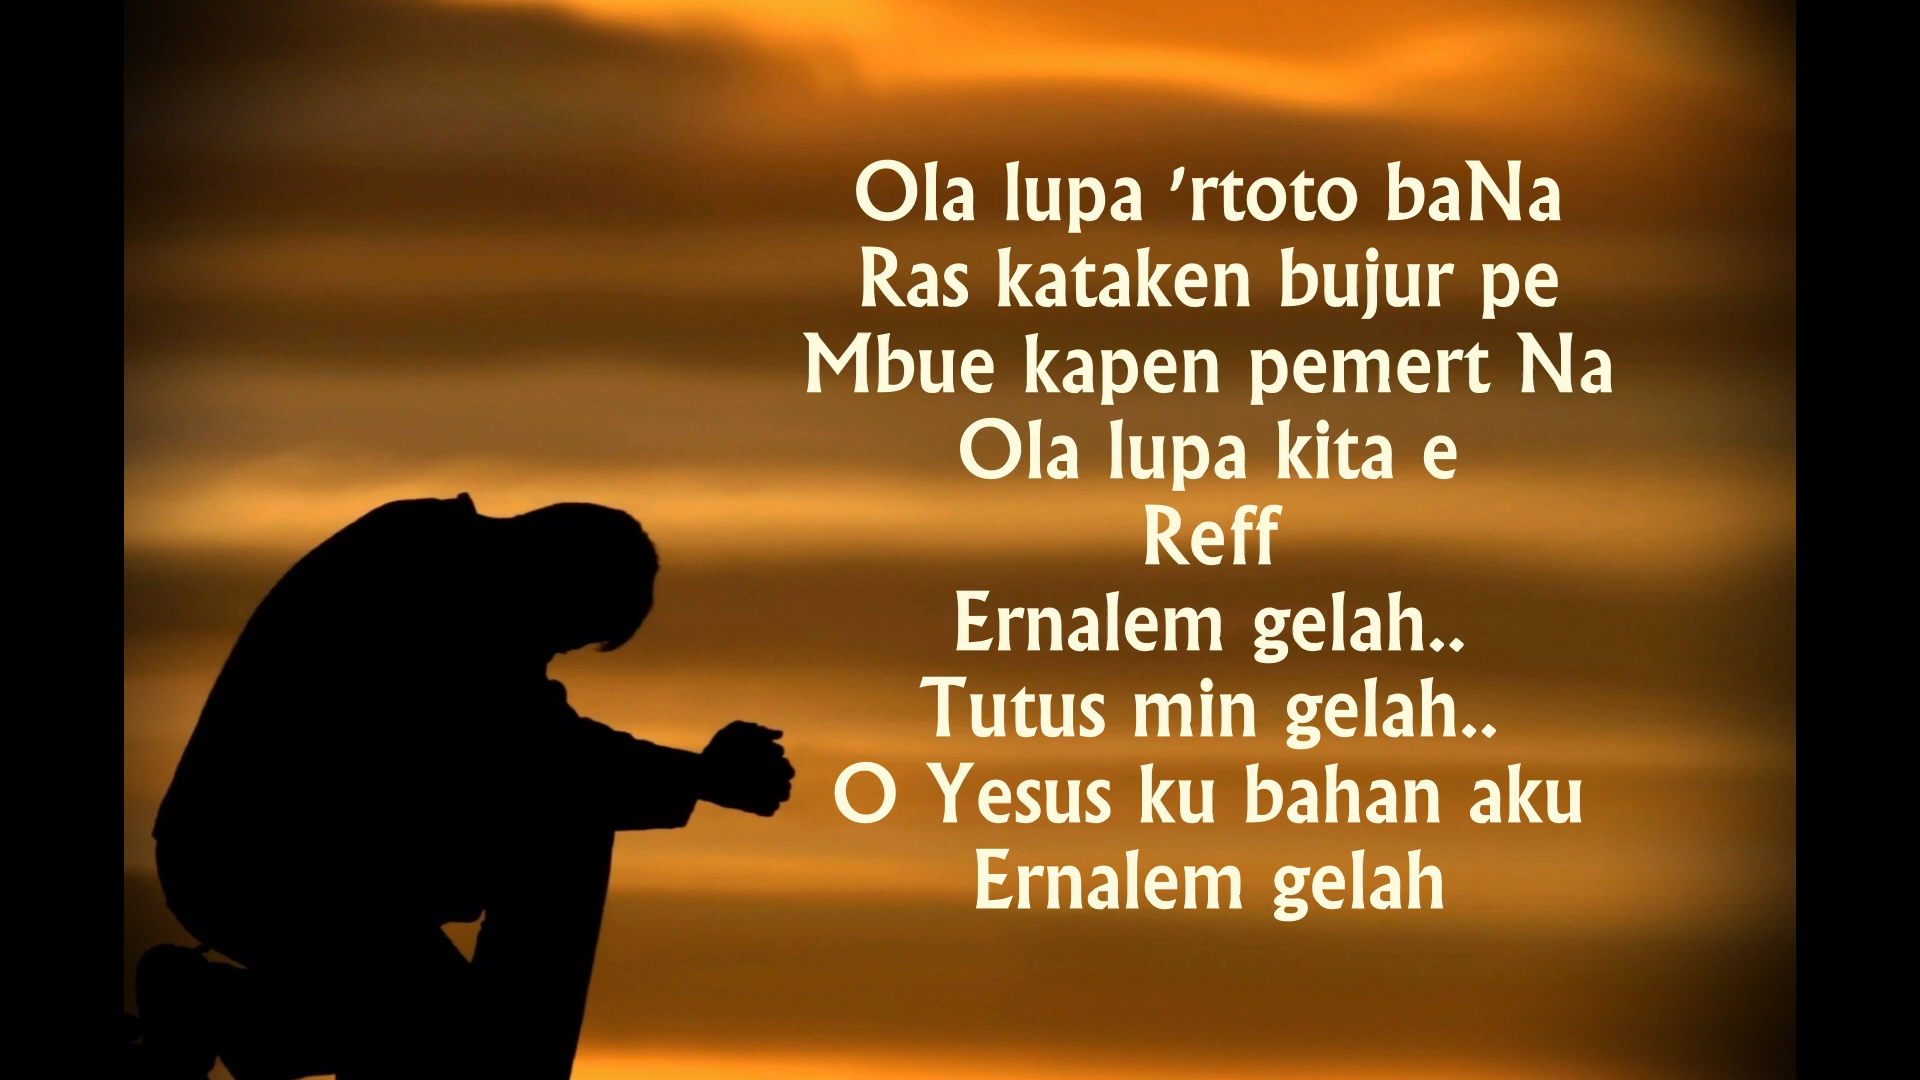 Ola lupa ’rtoto baNa
Ras kataken bujur pe
Mbue kapen pemert Na
Ola lupa kita e
Reff
Ernalem gelah..
Tutus min gelah..
O Yesus ku bahan aku
Ernalem gelah